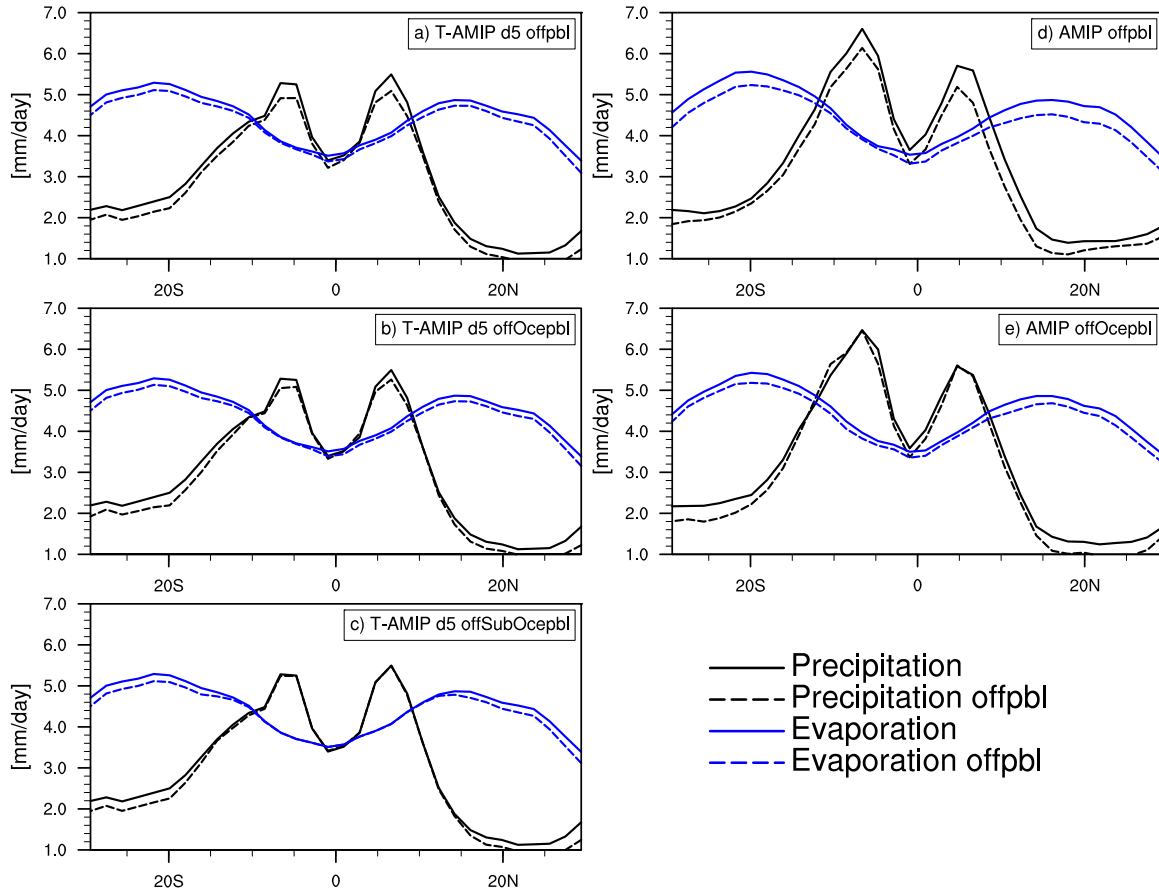 a) T-AMIP d5 offpbl
[mm/day]
7.0
6.0
5.0
4.0
3.0
2.0
1.0
20S 0 20N
d) AMIP offpbl
[mm/day]
7.0
6.0
5.0
4.0
3.0
2.0
1.0
20S 0 20N
b) T-AMIP d5 offOcepbl
[mm/day]
7.0
6.0
5.0
4.0
3.0
2.0
1.0
20S 0 20N
e) AMIP offOcepbl
[mm/day]
7.0
6.0
5.0
4.0
3.0
2.0
1.0
20S 0 20N
c) T-AMIP d5 offSubOcepbl
[mm/day]
7.0
6.0
5.0
4.0
3.0
2.0
1.0
20S 0 20N
Precipitation
Precipitation offpbl
Evaporation
Evaporation offpbl